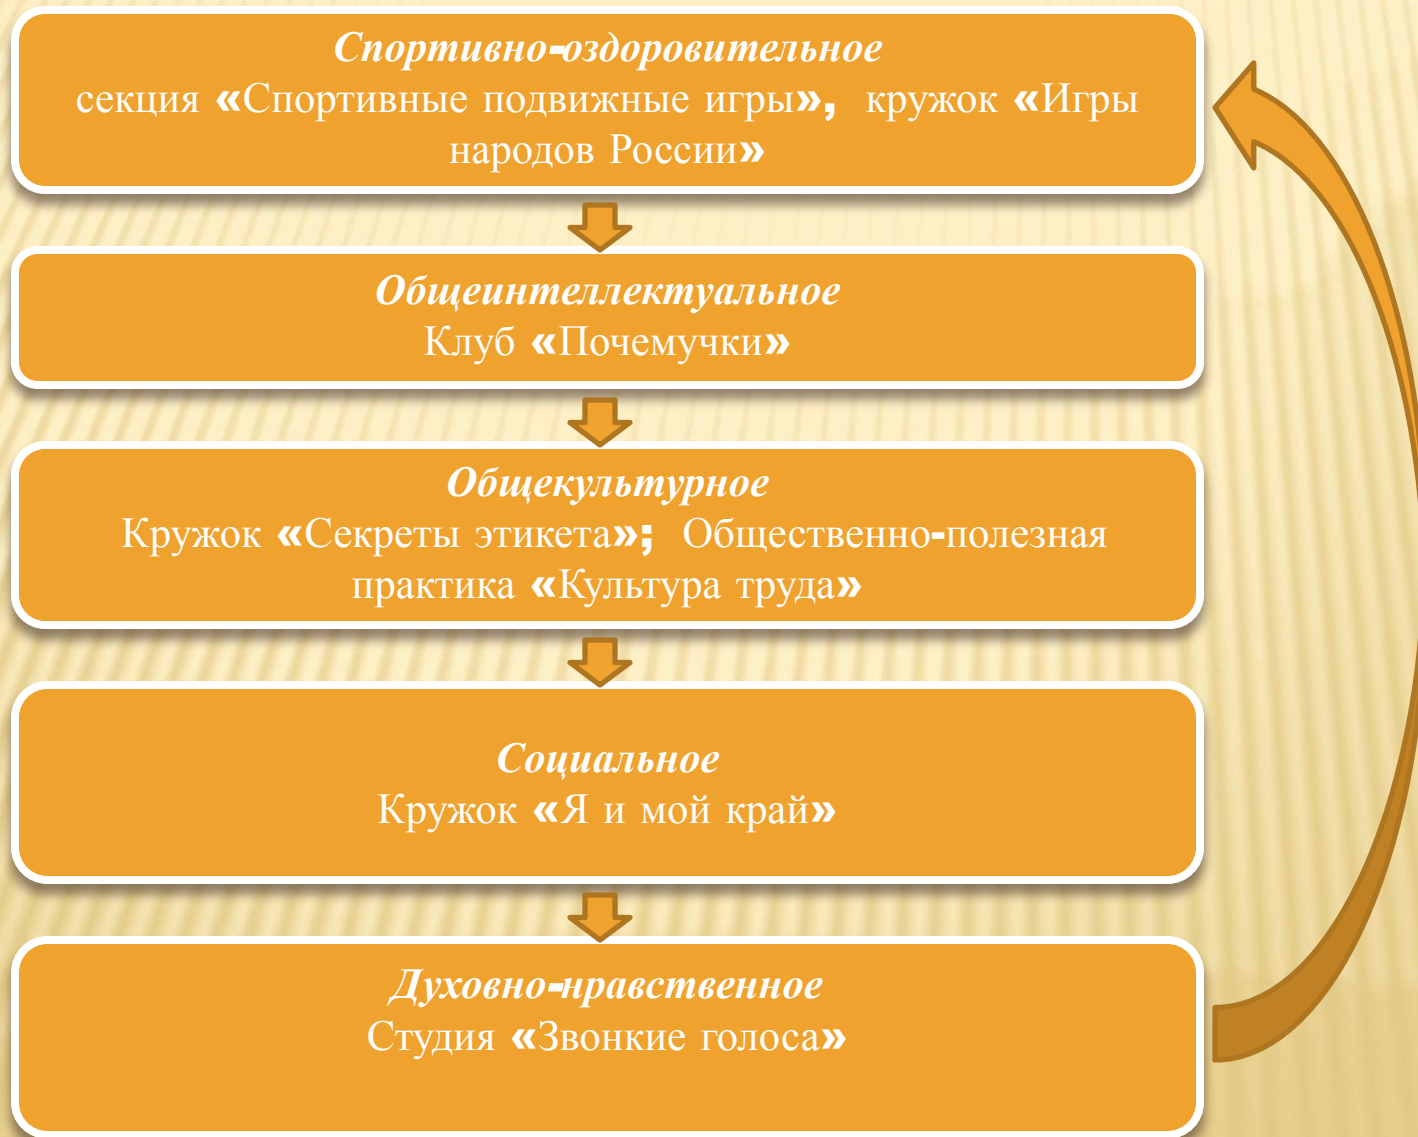 Спортивно-оздоровительное
секция «Спортивные подвижные игры», кружок «Игры
народов России»
Общеинтеллектуальное
Клуб «Почемучки»
Общекультурное
Кружок «Секреты этикета»; Общественно-полезная
практика «Культура труда»
Социальное
Кружок «Я и мой край»
Духовно-нравственное
Студия «Звонкие голоса»